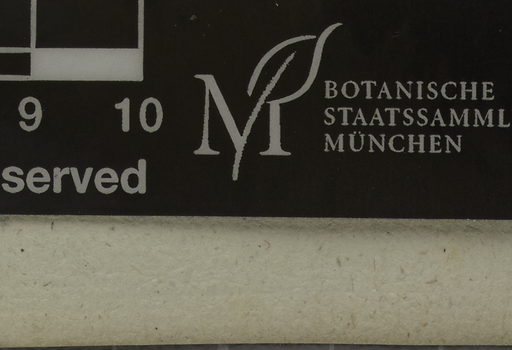 9 10
served
M
BOTANISCHE
STAATSSAMML
MÜNCHEN